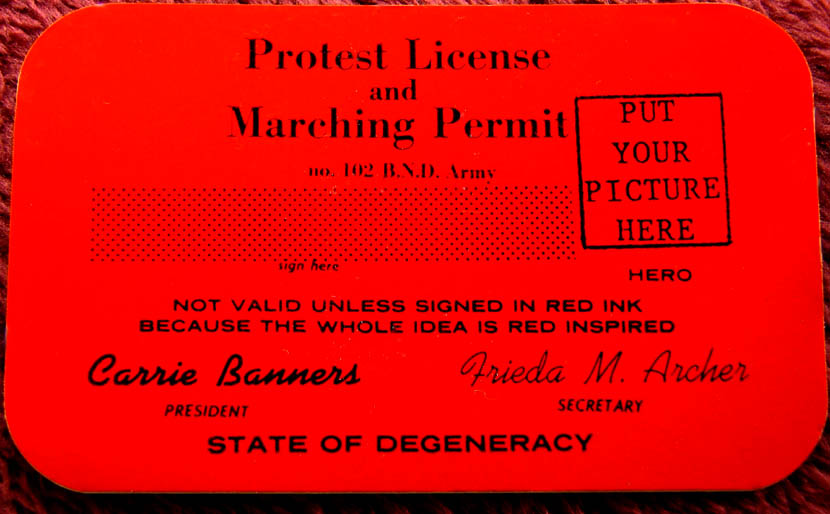 Protest License
and
Marching Permit
no. 102 B.N.D. Army
PUT
YOUR
PICTURE
HERE
sign here
HERO
NOT VALID UNLESS SIGNED IN RED INK
BECAUSE THE WHOLE IDEA IS RED INSPIRED
Carrie Banners
PRESIDENT
Frieda M. Archer
SECRETARY
STATE OF DEGENERACY